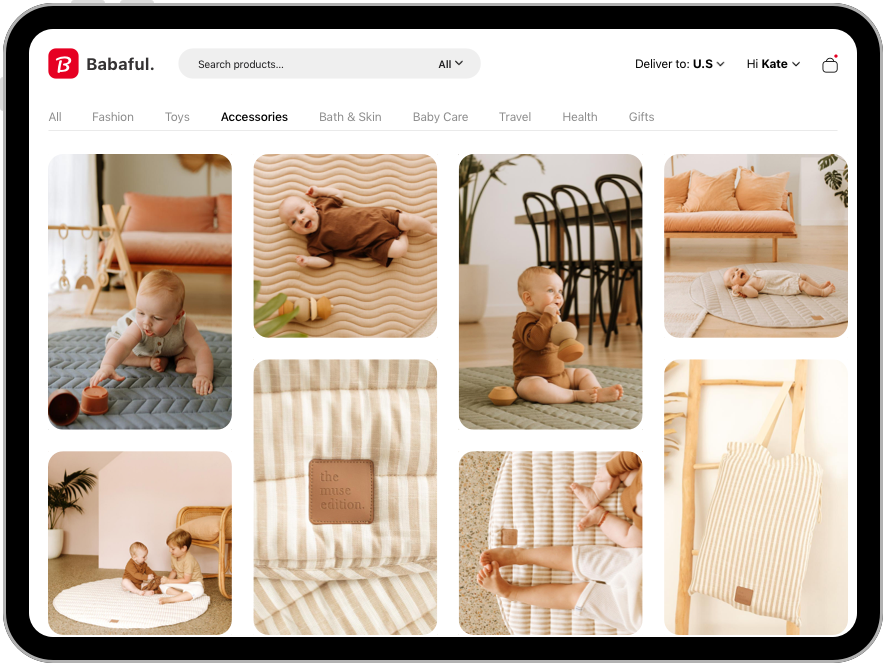 B Babaful.
Search products... All
Deliver to: U.S
Hi Kate
All Fashion Toys Accessories Bath & Skin Baby Care Travel Health Gifts
the
muse
edition.